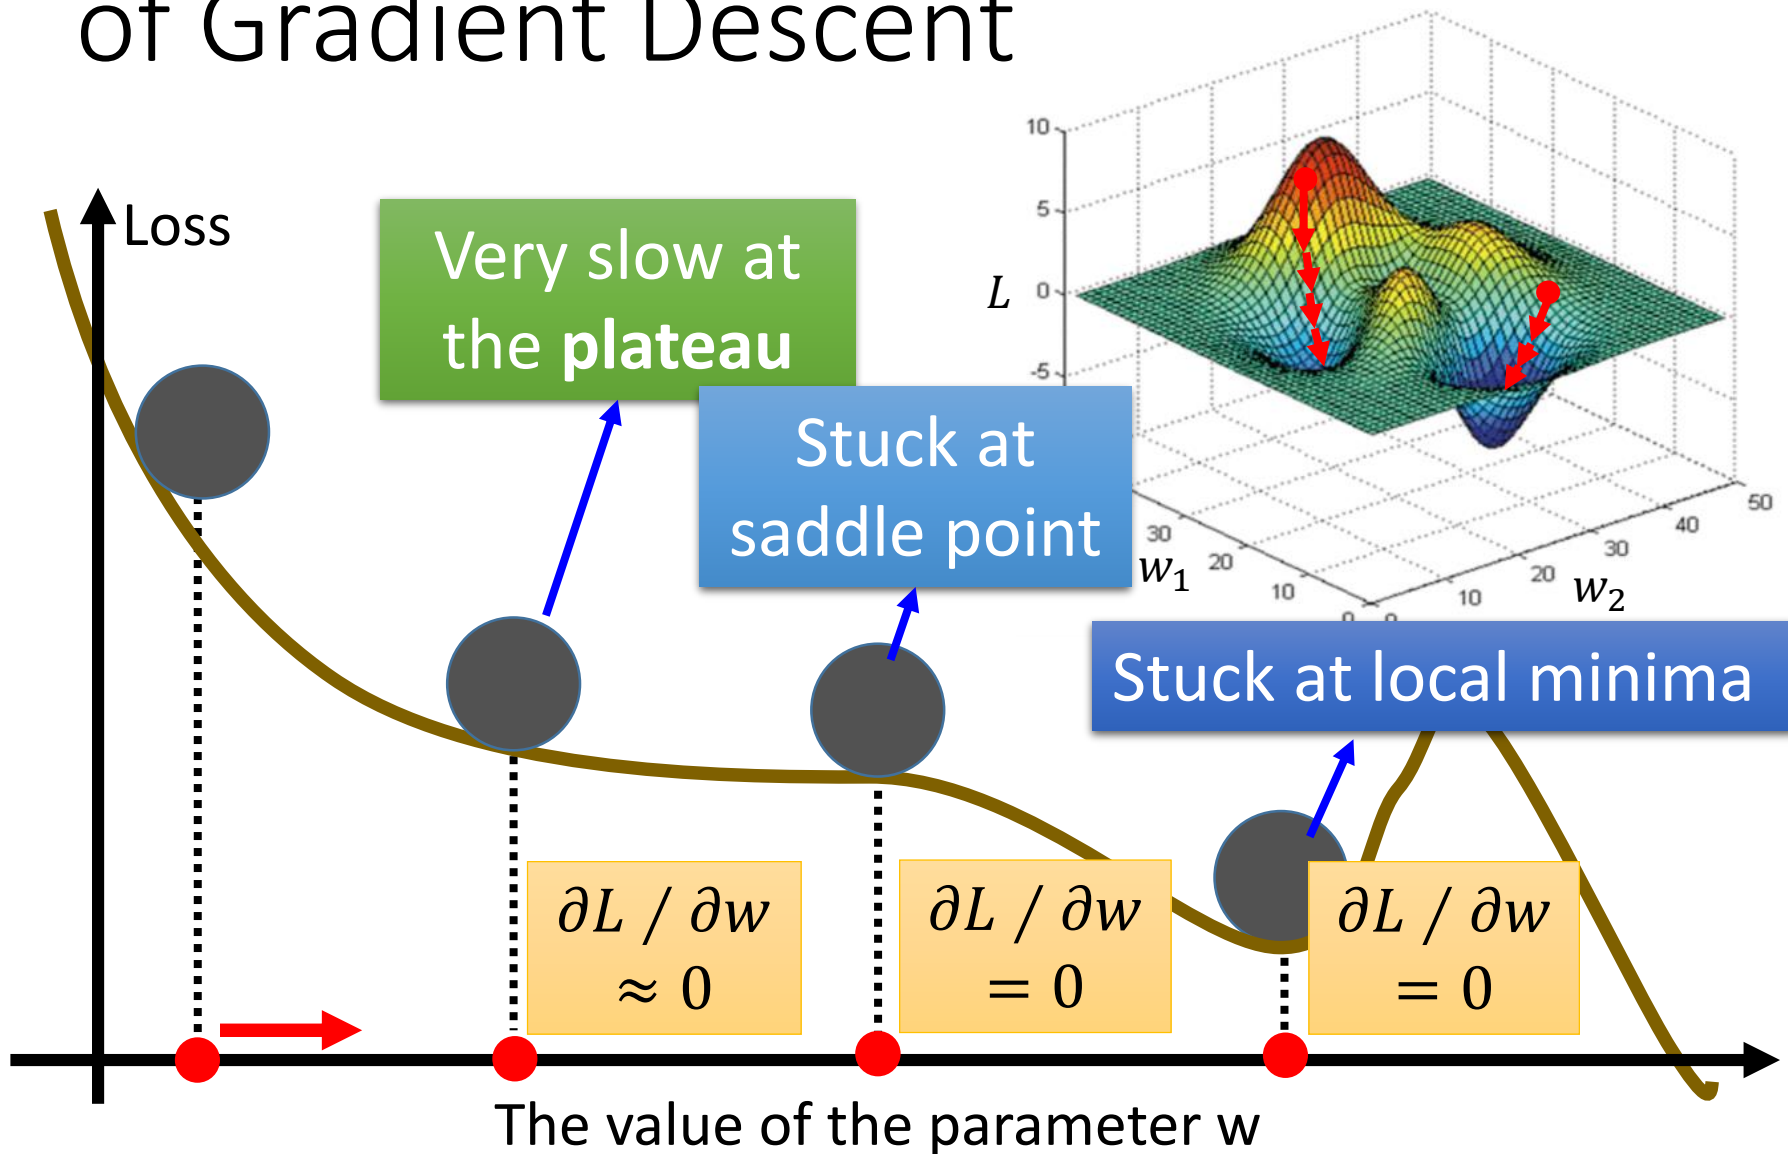 of Gradient Descent
Loss
Very slow at
the plateau
Stuck at
saddle point
Stuck at local minima
10
5
0
-5
L
30
20
10
0
w₁
0
10
20
30
40
50
w₂
∂L / ∂w
≈ 0
∂L / ∂w
= 0
∂L / ∂w
= 0
The value of the parameter w